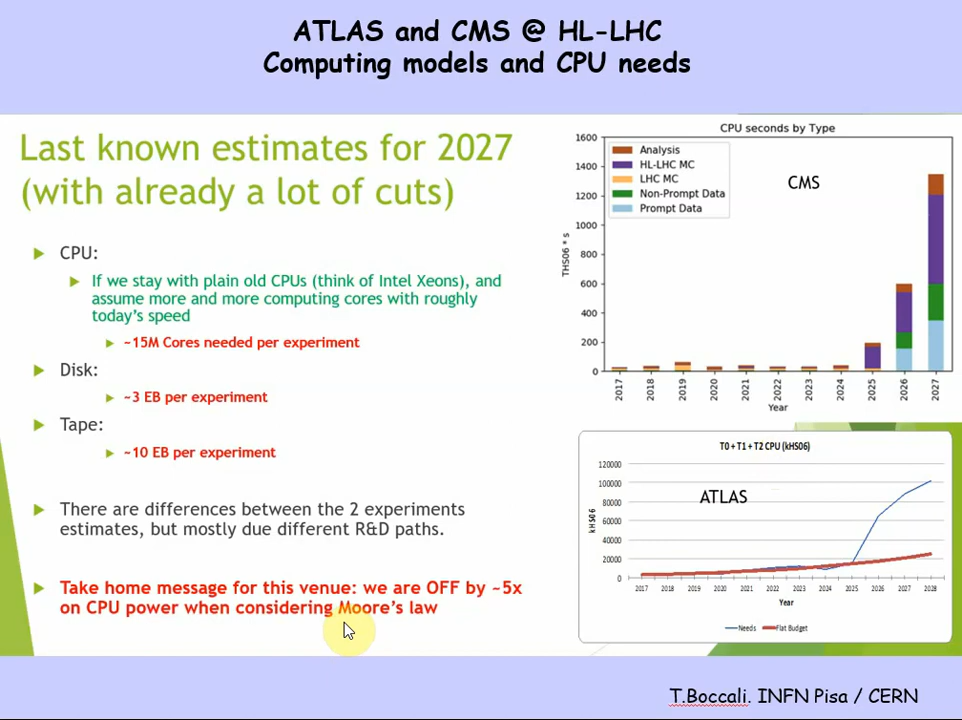 ATLAS and CMS @ HL-LHC
Computing models and CPU needs
Last known estimates for 2027
(with already a lot of cuts)
CPU:
If we stay with plain old CPUs (think of Intel Xeons), and
assume more and more computing cores with roughly
today's speed
~15M Cores needed per experiment
Disk:
~3 EB per experiment
Tape:
~10 EB per experiment
There are differences between the 2 experiments
estimates, but mostly due different R&D paths.
Take home message for this venue: we are OFF by ~5x
on CPU power when considering Moore's law
CPU seconds by Type
1600
1400
1200
1000
800
600
400
200
0
THS06 * s
Analysis
HL-LHC MC
LHC MC
Non-Prompt Data
Prompt Data
CMS
2017 2018 2019 2020 2021 2022 2023 2024 2025 2026 2027
Year
T0 + T1 + T2 CPU (kHS06)
120000
100000
80000
60000
40000
20000
0
kHS06
ATLAS
2017 2018 2019 2020 2021 2022 2023 2024 2025 2026 2027 2028
Year
Needs Flat Budget
T.Boccali. INFN Pisa / CERN